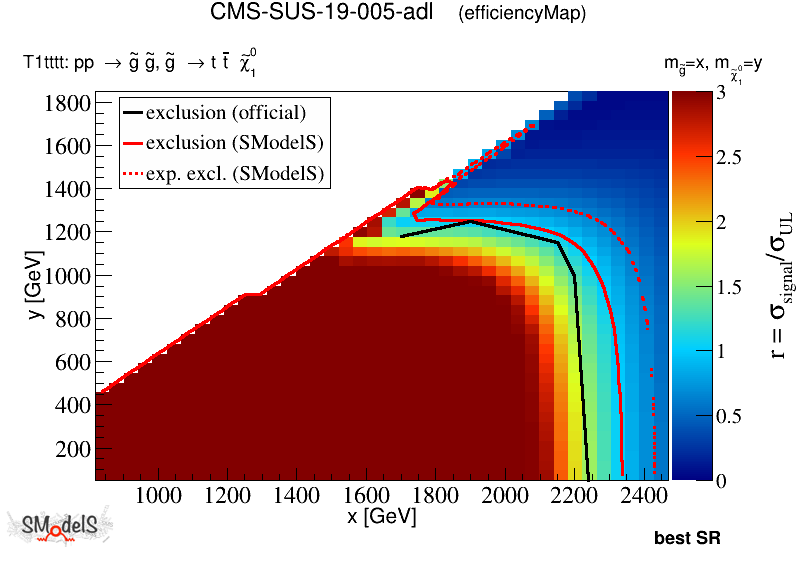 CMS-SUS-19-005-adl (efficiencyMap)
T1tttt: pp → g̃ g̃, g̃ → t t̄ χ̃₁⁰ m_g̃=x, m_χ̃₁⁰=y
exclusion (official)
exclusion (SModelS)
exp. excl. (SModelS)
1800
1600
1400
1200
1000
800
600
400
200
y [GeV]
1000 1200 1400 1600 1800 2000 2200 2400
x [GeV]
3
2.5
2
1.5
1
0.5
0
r = σ_signal/σ_UL
SModelS
best SR